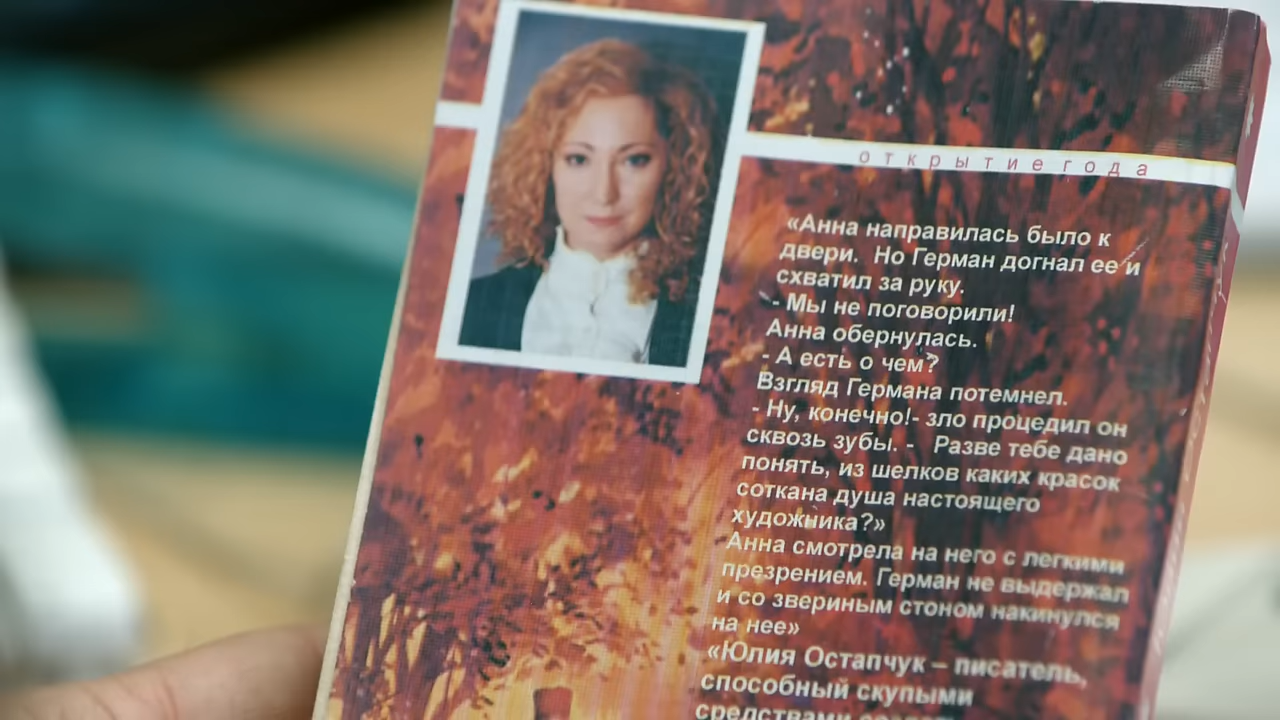 открытие года
«Анна направилась было к
двери. Но Герман догнал ее и
схватил за руку.
- Мы не поговорили!
Анна обернулась.
- А есть о чем?
Взгляд Германа потемнел.
- Ну, конечно!- зло процедил он
сквозь зубы. - Разве тебе дано
понять, из шелков каких красок
соткана душа настоящего
художника?»
Анна смотрела на него с легкими
презрением. Герман не выдержал
и со звериным стоном накинулся
на нее»
«Юлия Остапчук – писатель,
способный скупыми
средствами